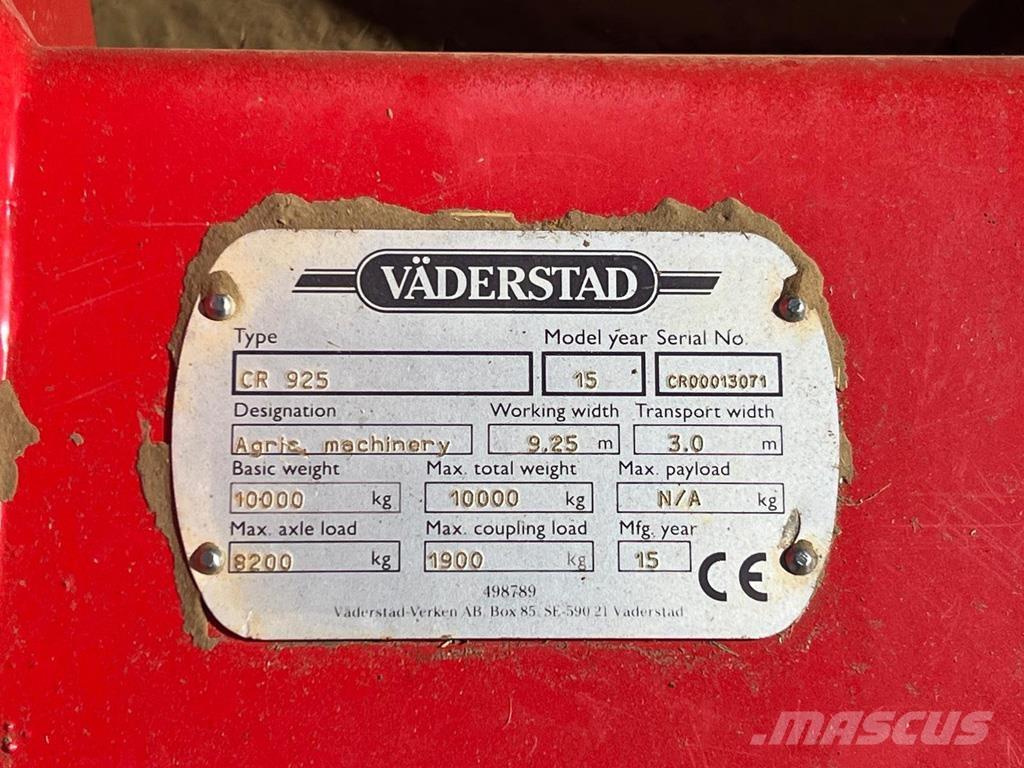 VÄDERSTAD
Type Model year Serial No.
CR 925 15 CR00013071
Designation Working width Transport width
Agric. machinery 9.25 m 3.0 m
Basic weight Max. total weight Max. payload
10000 kg 10000 kg N/A kg
Max. axle load Max. coupling load Mfg. year
8200 kg 1900 kg 15 CE
498789
Väderstad-Verken AB, Box 85, SE-590 21 Väderstad
mascus